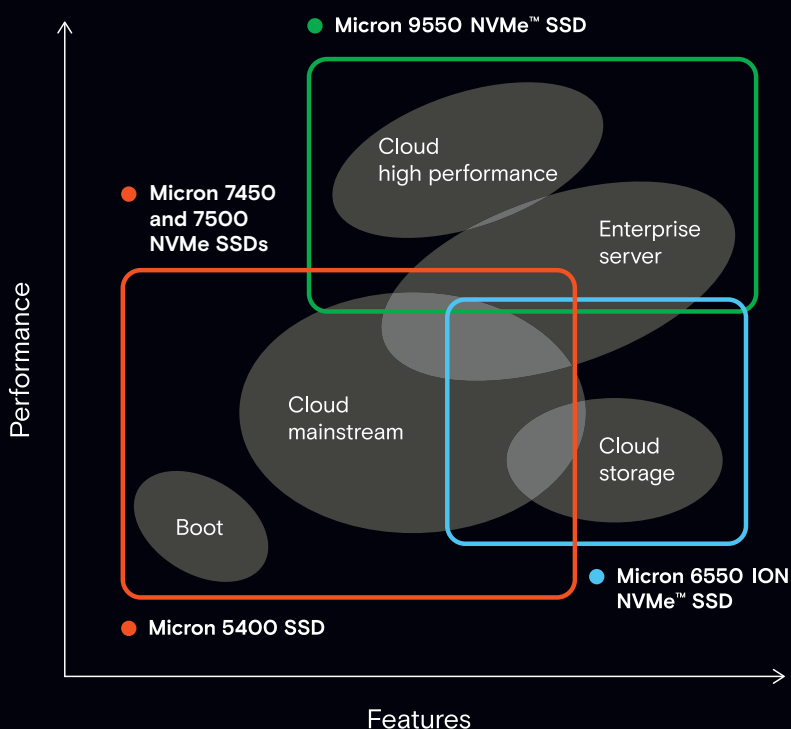 Micron 9550 NVMe™ SSD
Cloud
high performance
Micron 7450
and 7500
NVMe SSDs
Enterprise
server
Performance
Cloud
mainstream
Cloud
storage
Boot
Micron 6550 ION
NVMe™ SSD
Micron 5400 SSD
Features